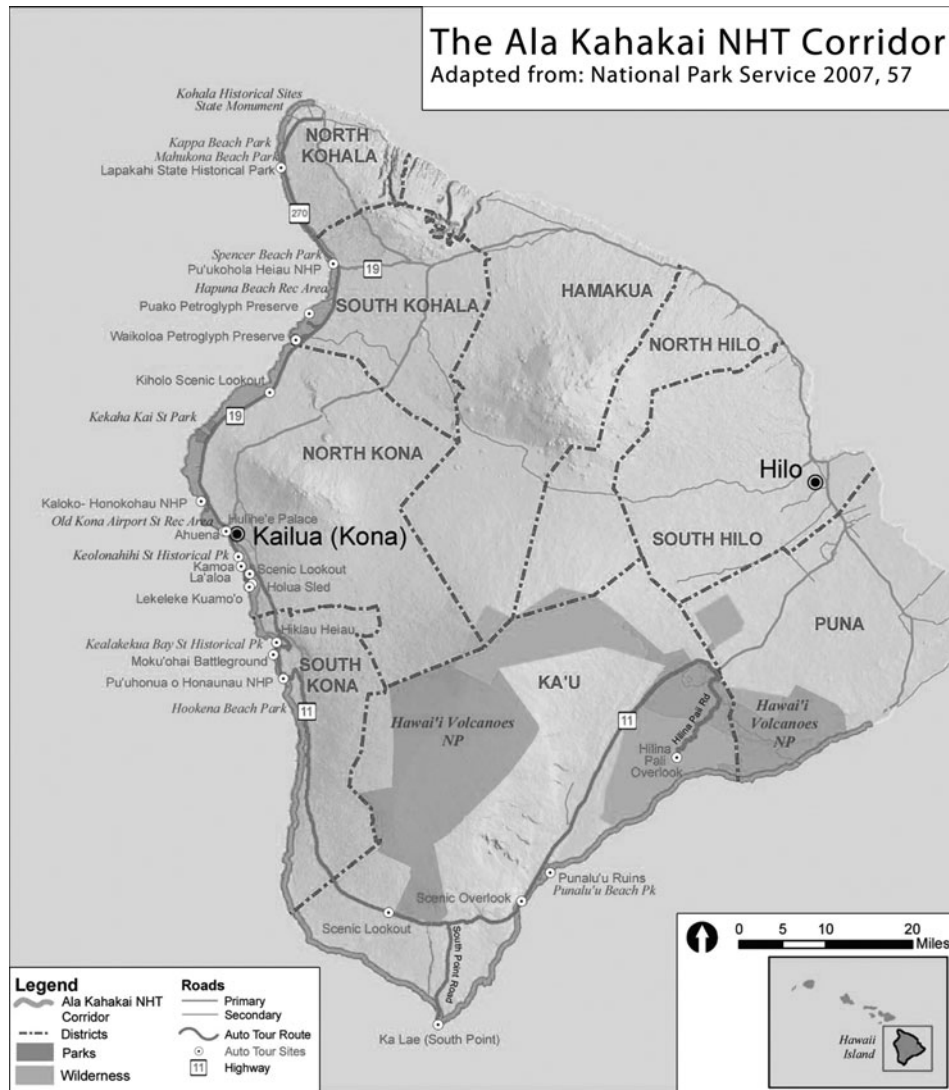 The Ala Kahakai NHT Corridor
Adapted from: National Park Service 2007, 57
Kohala Historical Sites
State Monument
NORTH
KOHALA
Kappa Beach Park
Mahukona Beach Park
Lapakahi State Historical Park
270
Spencer Beach Park
Pu'ukohola Heiau NHP
19
Hapuna Beach Rec Area
SOUTH KOHALA
HAMAKUA
Puako Petroglyph Preserve
Waikoloa Petroglyph Preserve
NORTH HILO
Kiholo Scenic Lookout
Kekaha Kai St Park
19
NORTH KONA
Hilo
Kaloko- Honokohau NHP
Old Kona Airport St Rec Area
Hulihe'e Palace
Ahuena
Kailua (Kona)
SOUTH HILO
Keolonahihi St Historical Pk
Kamoa
Scenic Lookout
La'aloa
Holua Sled
Lekeleke Kuamo'o
PUNA
Hikiau Heiau
Kealakekua Bay St Historical Pk
Moku'ohai Battleground
SOUTH
KONA
KA'U
Pu'uhonua o Honaunau NHP
Hookena Beach Park
11
Hawai'i Volcanoes
NP
11
Hilina Pali Rd
Hawai'i
Volcanoes
NP
Hilina
Pali
Overlook
Punalu'u Ruins
Punalu'u Beach Pk
Scenic Overlook
Scenic Lookout
South Point Road
Ka Lae (South Point)
0 5 10 20
Miles
Hawaii
Island
Legend
Ala Kahakai NHT
Corridor
Districts
Parks
Wilderness
Roads
Primary
Secondary
Auto Tour Route
Auto Tour Sites
11 Highway